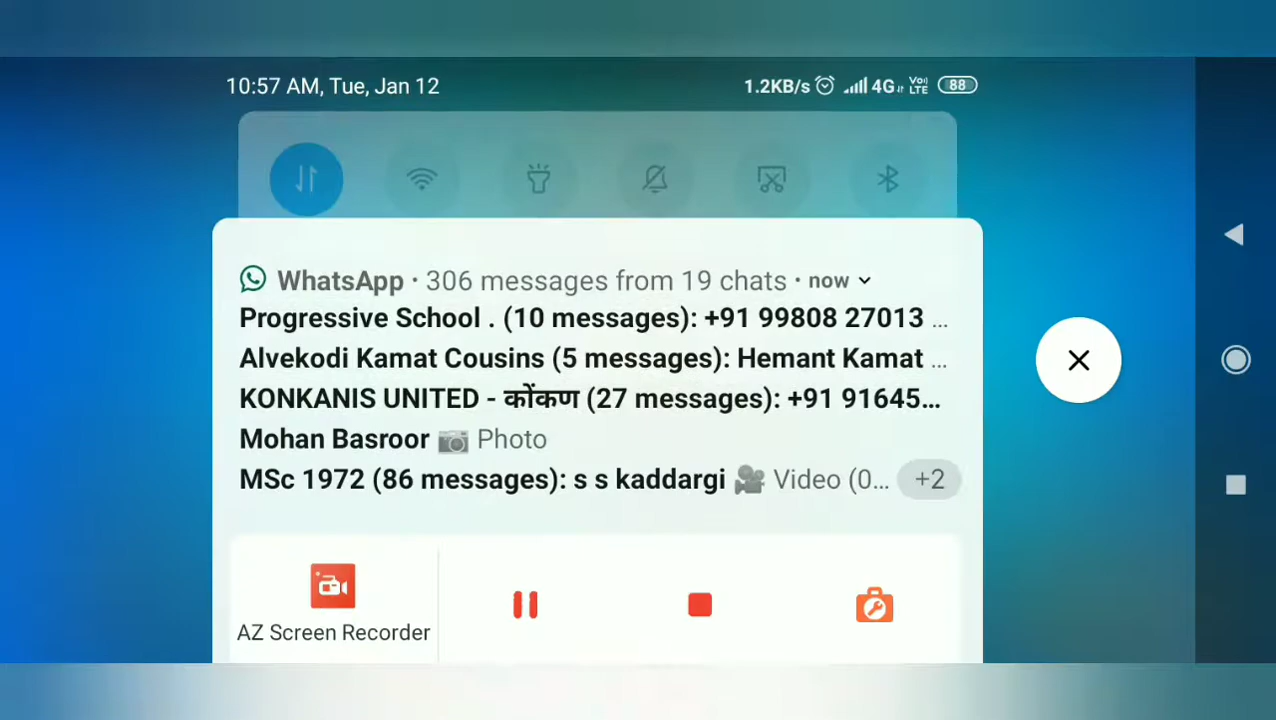 10:57 AM, Tue, Jan 12 1.2KB/s 4G Vo)) LTE 88
WhatsApp · 306 messages from 19 chats · now
Progressive School . (10 messages): +91 99808 27013 ...
Alvekodi Kamat Cousins (5 messages): Hemant Kamat ...
KONKANIS UNITED - कोंकण (27 messages): +91 91645...
Mohan Basroor 📷 Photo
MSc 1972 (86 messages): s s kaddargi 🎥 Video (0... +2
AZ Screen Recorder